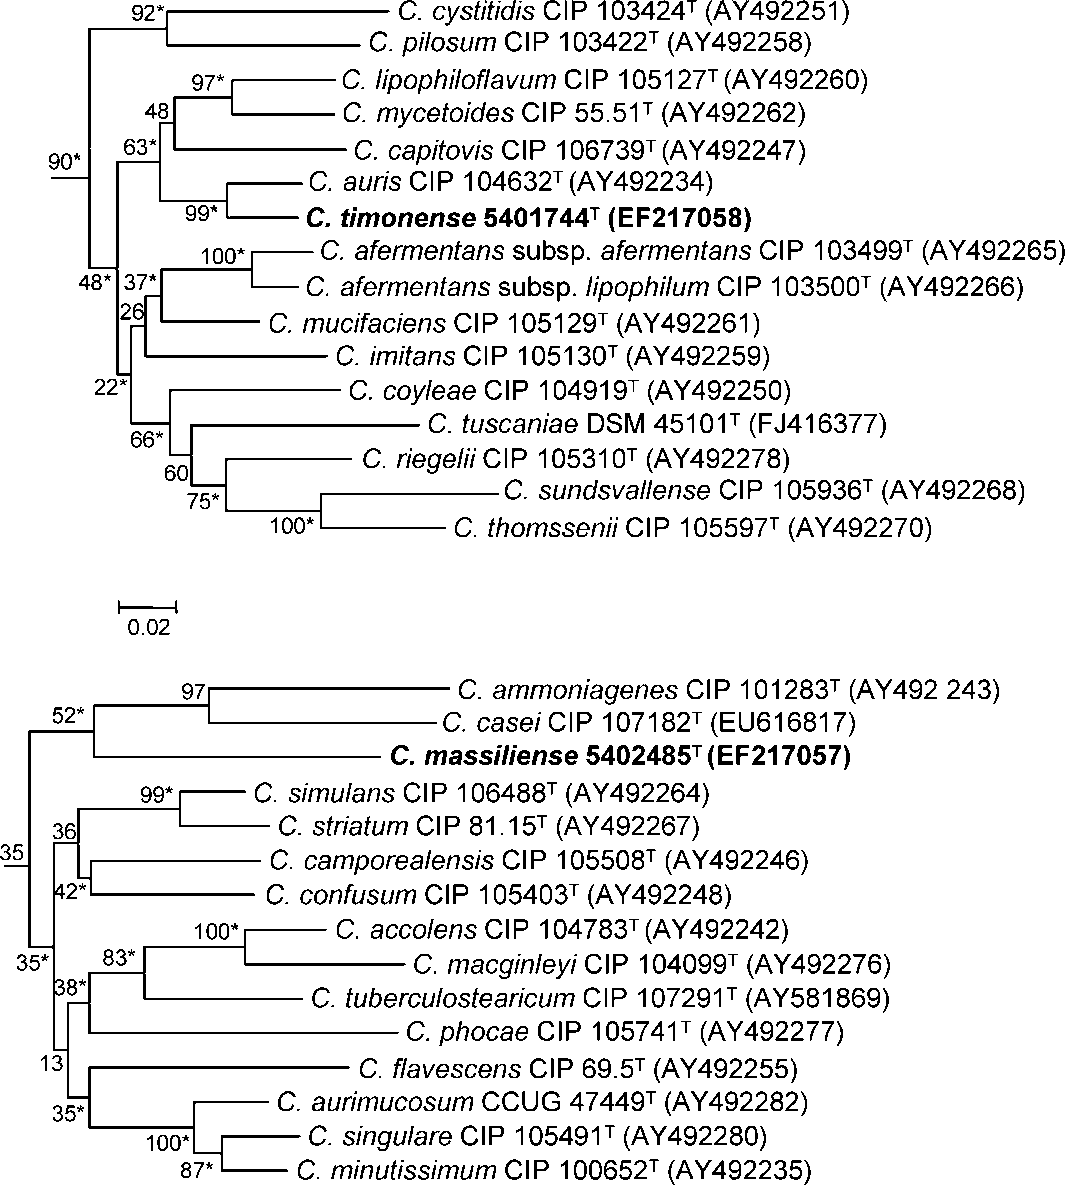 92* C. cystitidis CIP 103424T (AY492251)
C. pilosum CIP 103422T (AY492258)
97* C. lipophiloflavum CIP 105127T (AY492260)
48 C. mycetoides CIP 55.51T (AY492262)
63* C. capitovis CIP 106739T (AY492247)
90*
C. auris CIP 104632T (AY492234)
99* C. timonense 5401744T (EF217058)
100* C. afermentans subsp. afermentans CIP 103499T (AY492265)
48* 37* C. afermentans subsp. lipophilum CIP 103500T (AY492266)
26 C. mucifaciens CIP 105129T (AY492261)
C. imitans CIP 105130T (AY492259)
22* C. coyleae CIP 104919T (AY492250)
66* C. tuscaniae DSM 45101T (FJ416377)
60 C. riegelii CIP 105310T (AY492278)
75* C. sundsvallense CIP 105936T (AY492268)
100* C. thomssenii CIP 105597T (AY492270)
0.02
97 C. ammoniagenes CIP 101283T (AY492 243)
52* C. casei CIP 107182T (EU616817)
C. massiliense 5402485T (EF217057)
99* C. simulans CIP 106488T (AY492264)
36 C. striatum CIP 81.15T (AY492267)
35 C. camporealensis CIP 105508T (AY492246)
42* C. confusum CIP 105403T (AY492248)
100* C. accolens CIP 104783T (AY492242)
35* 83* C. macginleyi CIP 104099T (AY492276)
38* C. tuberculostearicum CIP 107291T (AY581869)
C. phocae CIP 105741T (AY492277)
13 C. flavescens CIP 69.5T (AY492255)
35* C. aurimucosum CCUG 47449T (AY492282)
100* C. singulare CIP 105491T (AY492280)
87* C. minutissimum CIP 100652T (AY492235)